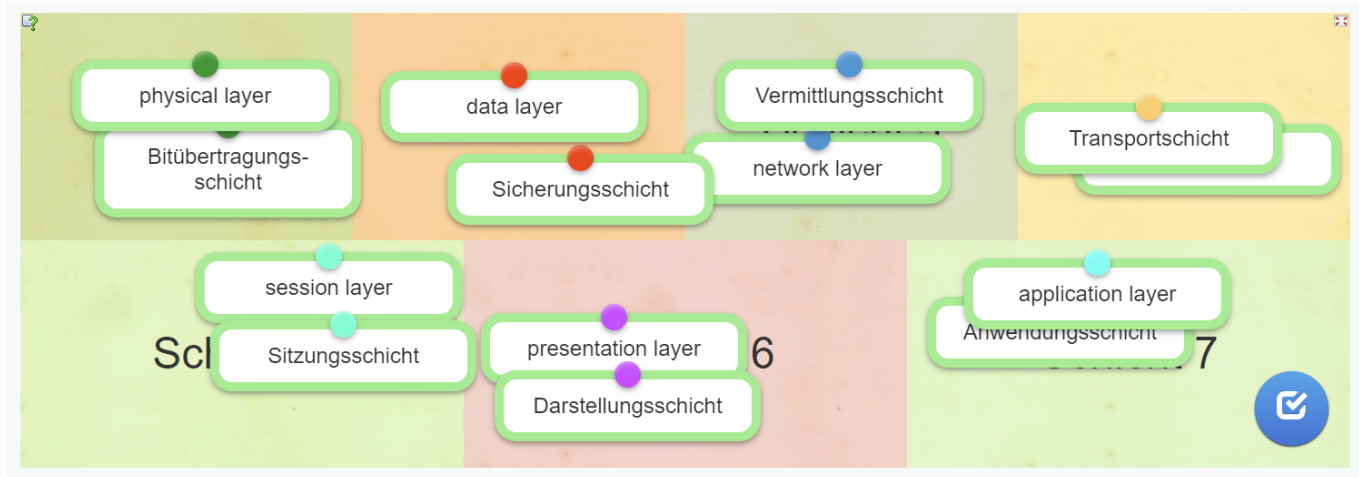 physical layer
Bitübertragungs-
schicht
data layer
Sicherungsschicht
Vermittlungsschicht
network layer
Transportschicht
session layer
Sitzungsschicht
presentation layer
6
Darstellungsschicht
application layer
Anwendungsschicht
7